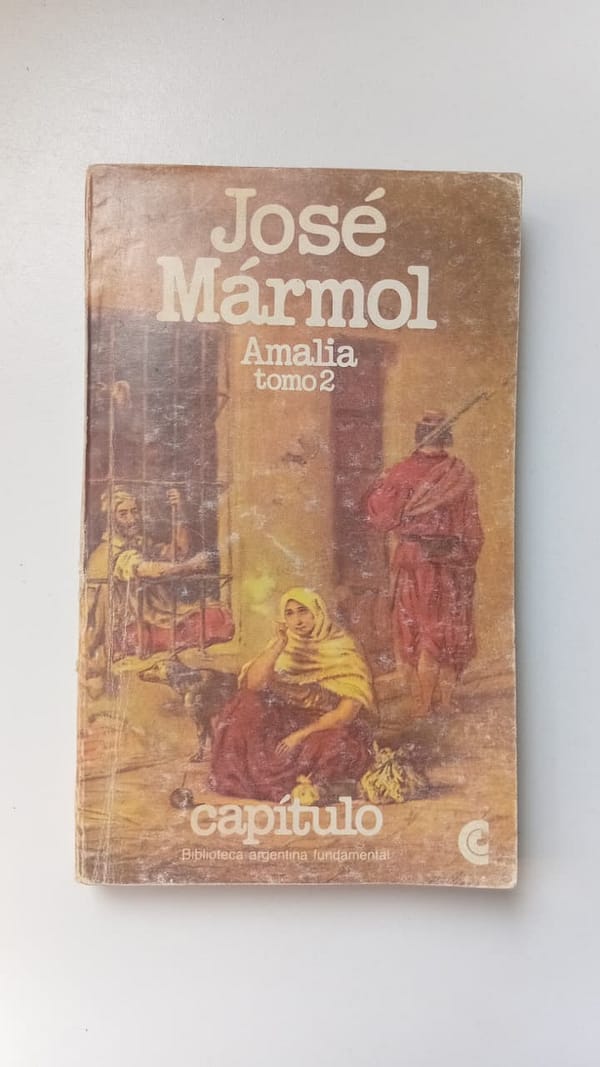 José
Mármol
Amalia
tomo 2
capítulo
Biblioteca argentina fundamental